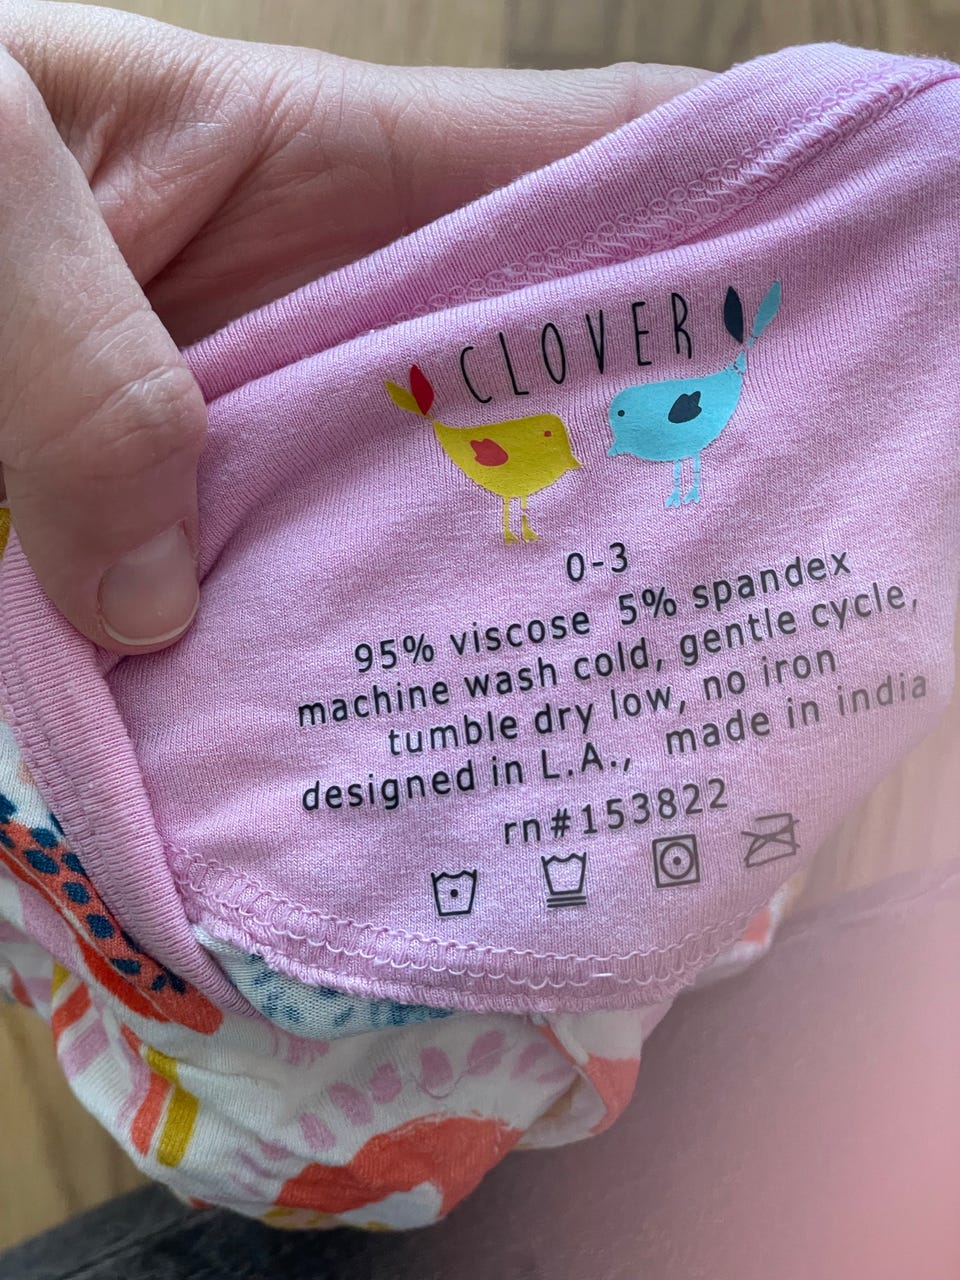 CLOVER
0-3
95% viscose 5% spandex
machine wash cold, gentle cycle,
tumble dry low, no iron
designed in L.A., made in india
rn#153822